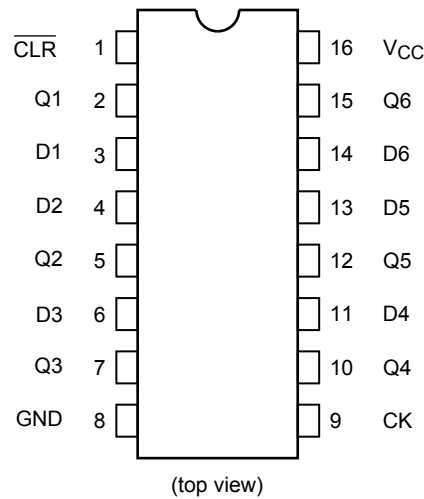 C̅L̅R̅ 1 16 VCC
Q1 2 15 Q6
D1 3 14 D6
D2 4 13 D5
Q2 5 12 Q5
D3 6 11 D4
Q3 7 10 Q4
GND 8 9 CK
(top view)